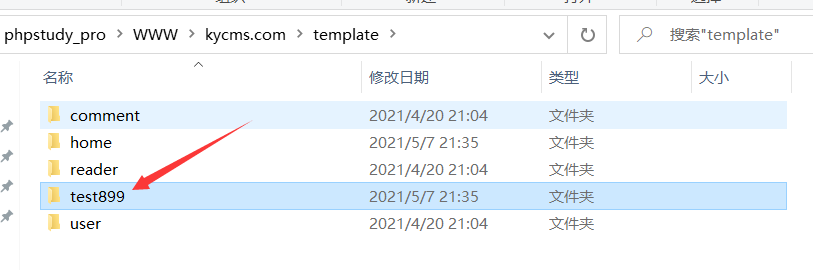 phpstudy_pro > WWW > kycms.com > template >
搜索"template"
名称 修改日期 类型 大小
comment 2021/4/20 21:04 文件夹
home 2021/5/7 21:35 文件夹
reader 2021/4/20 21:04 文件夹
test899 2021/5/7 21:35 文件夹
user 2021/4/20 21:04 文件夹